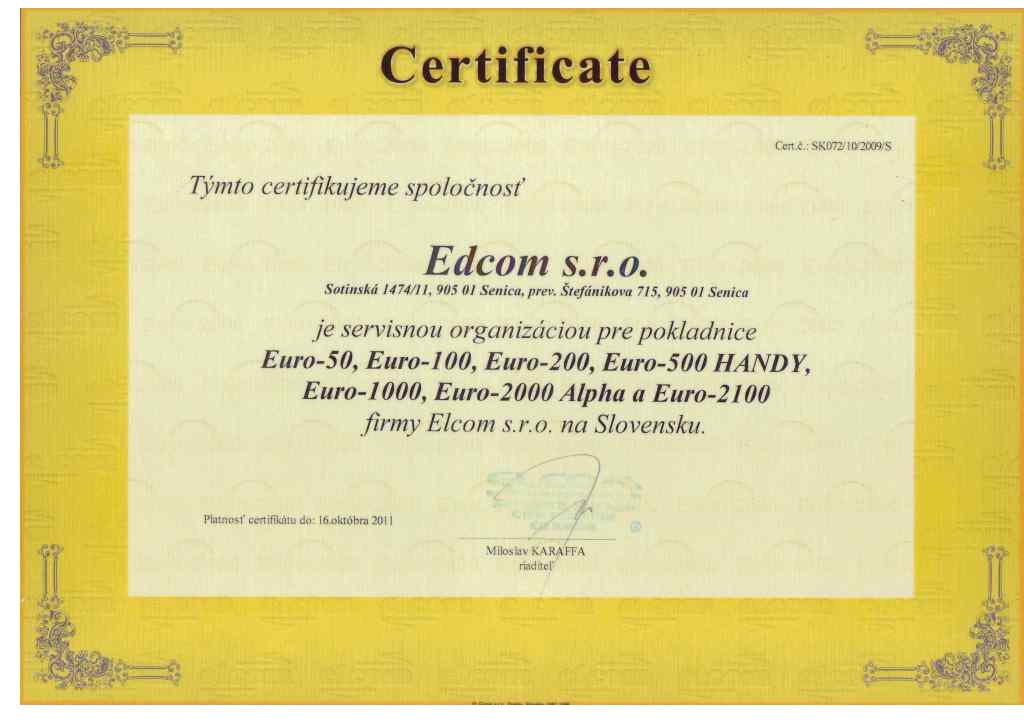 Certificate
Cert.č.: SK072/10/2009/S
Týmto certifikujeme spoločnosť
Edcom s.r.o.
Sotinská 1474/11, 905 01 Senica, prev. Štefánikova 715, 905 01 Senica
je servisnou organizáciou pre pokladnice
Euro-50, Euro-100, Euro-200, Euro-500 HANDY,
Euro-1000, Euro-2000 Alpha a Euro-2100
firmy Elcom s.r.o. na Slovensku.
Platnosť certifikátu do: 16.októbra 2011
Miloslav KARAFFA
riaditeľ